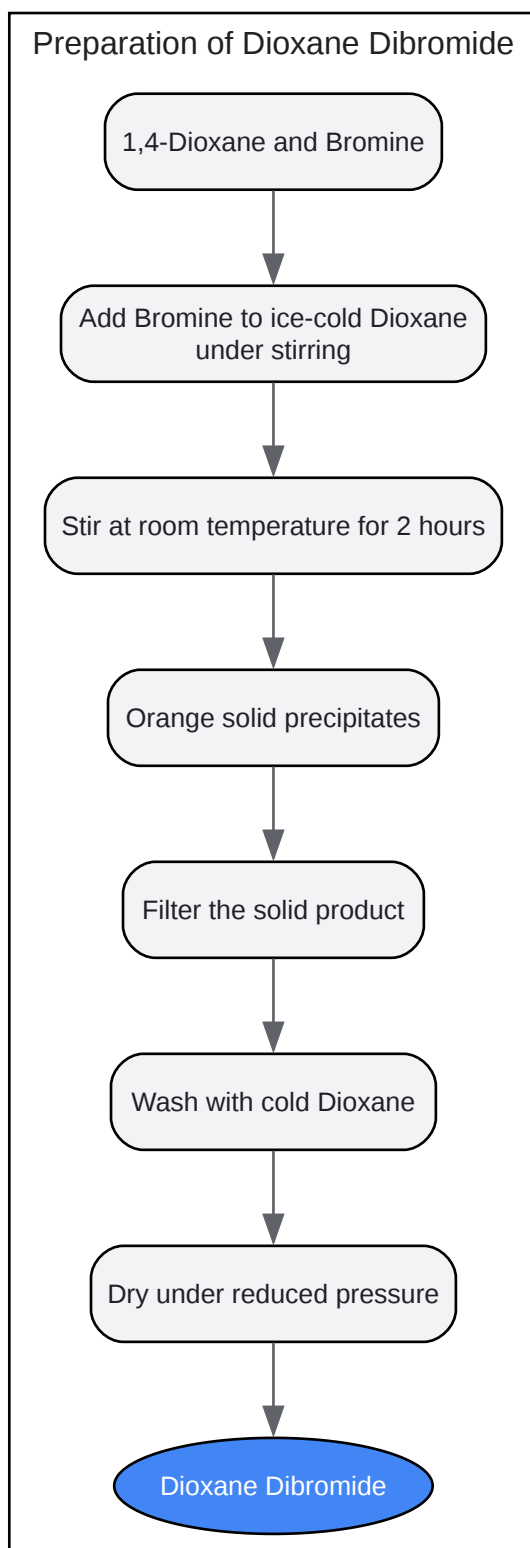 Preparation of Dioxane Dibromide
1,4-Dioxane and Bromine
Add Bromine to ice-cold Dioxane
under stirring
Stir at room temperature for 2 hours
Orange solid precipitates
Filter the solid product
Wash with cold Dioxane
Dry under reduced pressure
Dioxane Dibromide